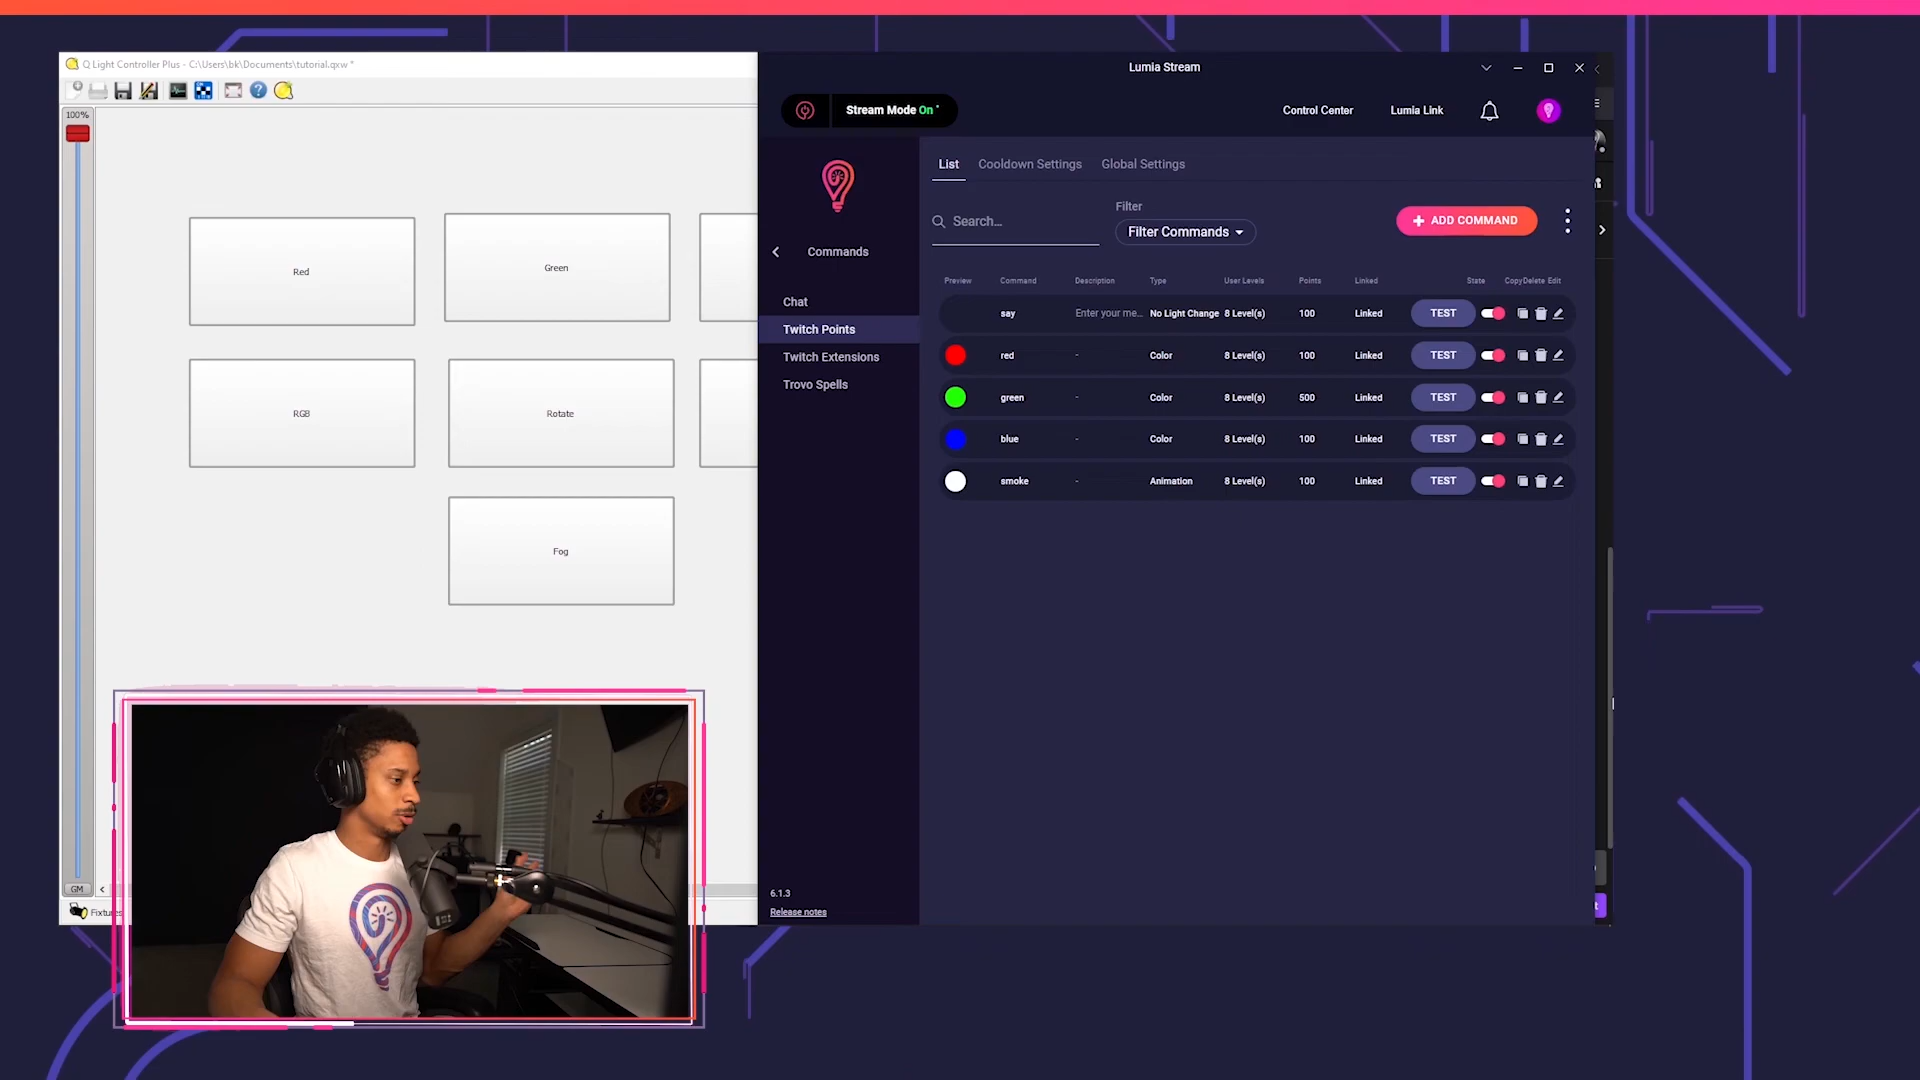 Q Light Controller Plus - C:\Users\bk\Documents\tutorial.qxw *
100%
Red
Green
RGB
Rotate
Fog
GM
Fixtures
Lumia Stream
Stream Mode On
Control Center
Lumia Link
Commands
Chat
Twitch Points
Twitch Extensions
Trovo Spells
6.1.3
Release notes
List
Cooldown Settings
Global Settings
Search...
Filter
Filter Commands
ADD COMMAND
Preview Command Description Type User Levels Points Linked State Copy Delete Edit
say Enter your me... No Light Change 8 Level(s) 100 Linked TEST
red - Color 8 Level(s) 100 Linked TEST
green - Color 8 Level(s) 500 Linked TEST
blue - Color 8 Level(s) 100 Linked TEST
smoke - Animation 8 Level(s) 100 Linked TEST